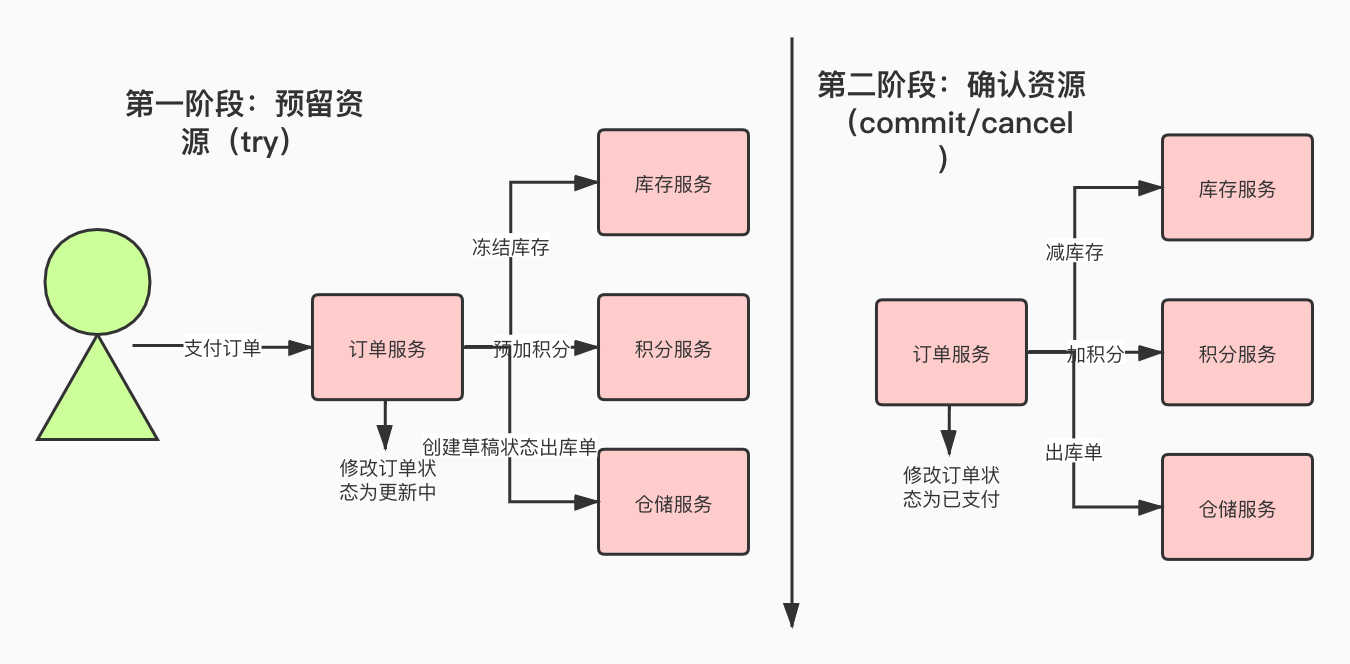 第一阶段：预留资
源（try）
支付订单
订单服务
修改订单状
态为更新中
冻结库存
预加积分
创建草稿状态出库单
库存服务
积分服务
仓储服务
第二阶段：确认资源
（commit/cancel
）
订单服务
修改订单状
态为已支付
减库存
加积分
出库单
库存服务
积分服务
仓储服务